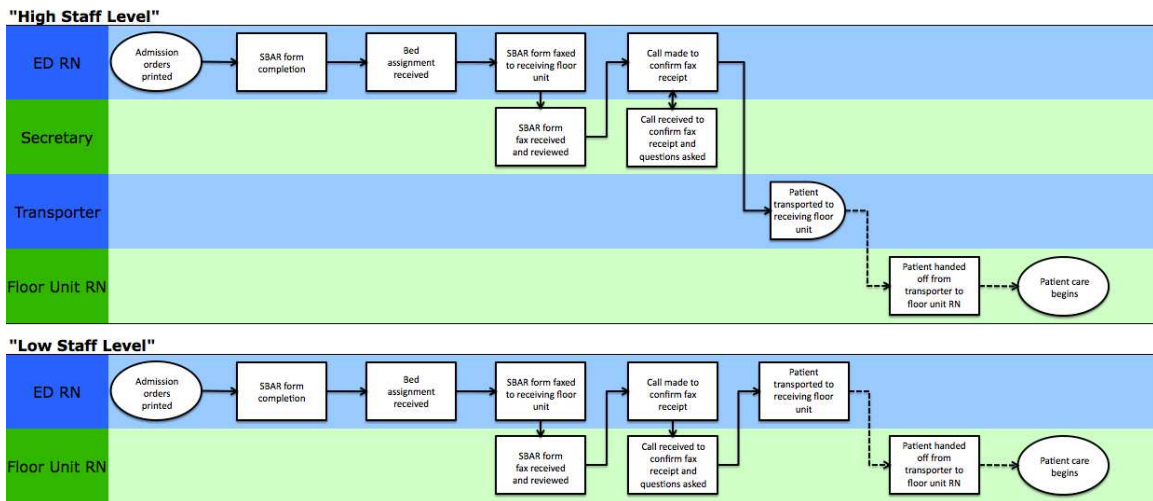 "High Staff Level"
ED RN
Admission
orders
printed
SBAR form
completion
Bed
assignment
received
SBAR form faxed
to receiving floor
unit
Call made to
confirm fax
receipt
Secretary
SBAR form
fax received
and reviewed
Call received to
confirm fax
receipt and
questions asked
Transporter
Patient
transported to
receiving floor
unit
Floor Unit RN
Patient handed
off from
transporter to
floor unit RN
Patient care
begins
"Low Staff Level"
ED RN
Admission
orders
printed
SBAR form
completion
Bed
assignment
received
SBAR form faxed
to receiving floor
unit
Call made to
confirm fax
receipt
Patient
transported to
receiving floor
unit
Floor Unit RN
SBAR form
fax received
and reviewed
Call received to
confirm fax
receipt and
questions asked
Patient handed
off from
transporter to
floor unit RN
Patient care
begins